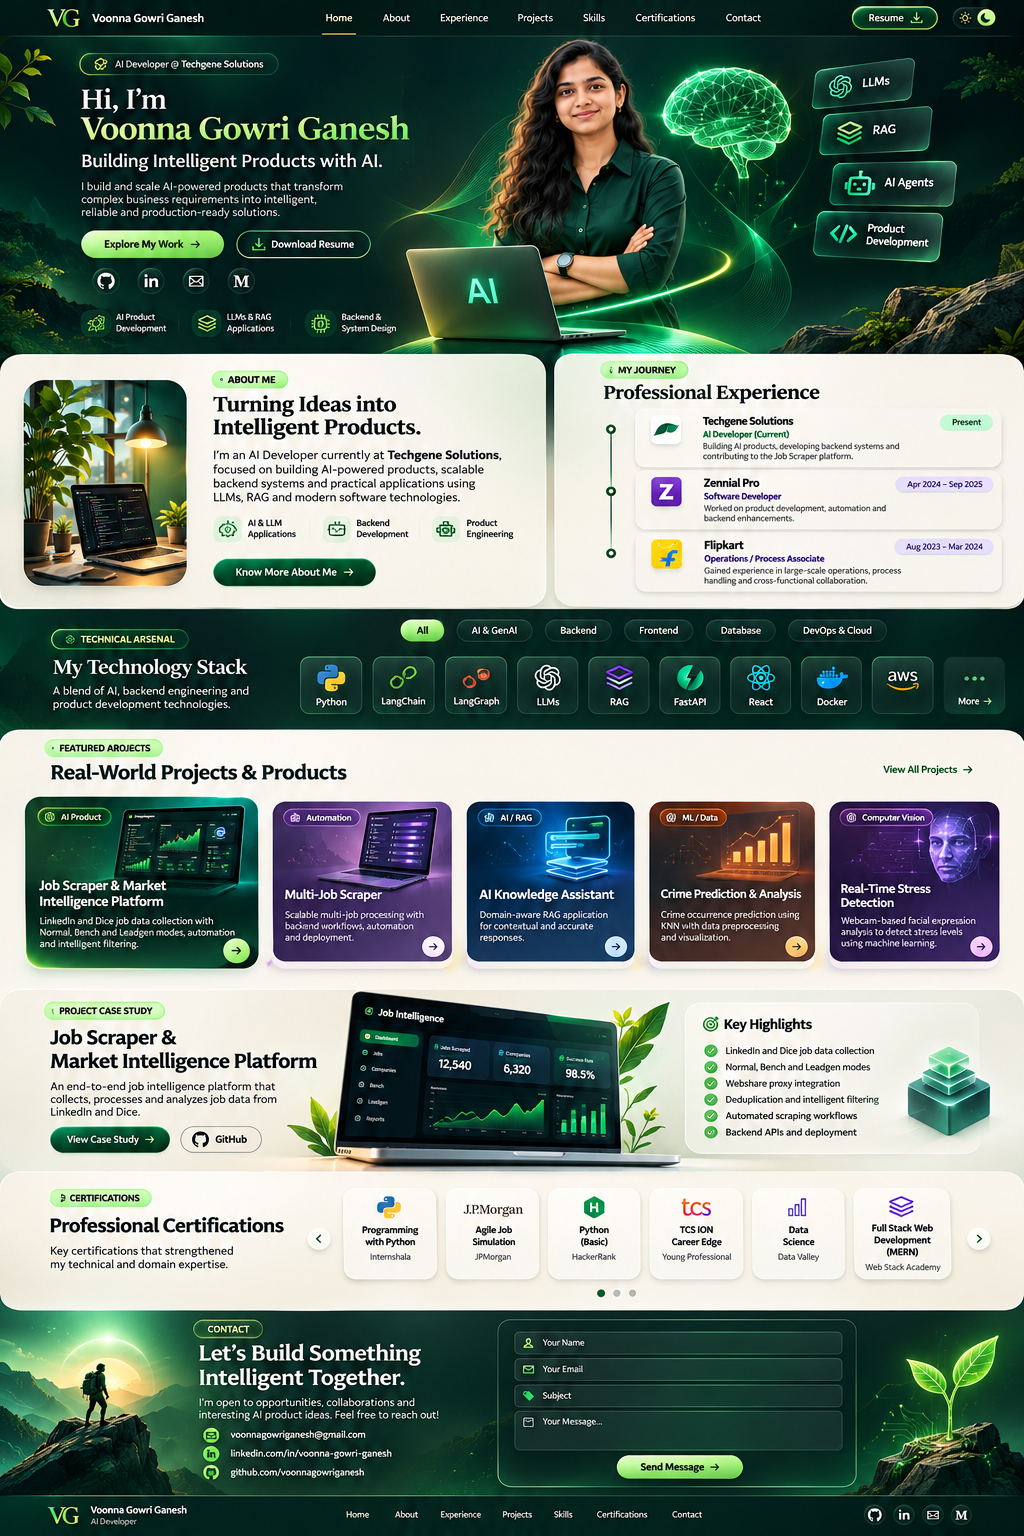 VG Voonna Gowri Ganesh
Home
About
Experience
Projects
Skills
Certifications
Contact
Resume
AI Developer @ Techgene Solutions
Hi, I'm
Voonna Gowri Ganesh
Building Intelligent Products with AI.
I build and scale AI-powered products that transform
complex business requirements into intelligent,
reliable and production-ready solutions.
Explore My Work →
Download Resume
M
AI Product
Development
LLMs & RAG
Applications
Backend &
System Design
AI
LLMs
RAG
AI Agents
</>
Product
Development
ABOUT ME
Turning Ideas into
Intelligent Products.
I'm an AI Developer currently at Techgene Solutions,
focused on building AI-powered products, scalable
backend systems and practical applications using
LLMs, RAG and modern software technologies.
AI & LLM
Applications
Backend
Development
Product
Engineering
Know More About Me →
MY JOURNEY
Professional Experience
Techgene Solutions
Present
AI Developer (Current)
Building AI products, developing backend systems and
contributing to the Job Scraper platform.
Z
Zennial Pro
Apr 2024 – Sep 2025
Software Developer
Worked on product development, automation and
backend enhancements.
Flipkart
Aug 2023 – Mar 2024
Operations / Process Associate
Gained experience in large-scale operations, process
handling and cross-functional collaboration.
TECHNICAL ARSENAL
My Technology Stack
A blend of AI, backend engineering and
product development technologies.
All
AI & GenAI
Backend
Frontend
Database
DevOps & Cloud
Python
LangChain
LangGraph
LLMs
RAG
FastAPI
React
Docker
aws
More →
FEATURED AROJECTS
Real-World Projects & Products
View All Projects →
AI Product
Job Scraper & Market
Intelligence Platform
LinkedIn and Dice job data collection with
Normal, Bench and Leadgen modes, automation
and intelligent filtering.
Automation
Multi-Job Scraper
Scalable multi-job processing with
backend workflows, automation
and deployment.
AI / RAG
AI Knowledge Assistant
Domain-aware RAG application
for contextual and accurate
responses.
ML / Data
Crime Prediction & Analysis
Crime occurrence prediction using
KNN with data preprocessing
and visualization.
Computer Vision
Real-Time Stress
Detection
Webcam-based facial expression
analysis to detect stress levels
using machine learning.
PROJECT CASE STUDY
Job Scraper &
Market Intelligence Platform
An end-to-end job intelligence platform that
collects, processes and analyzes job data from
LinkedIn and Dice.
View Case Study →
GitHub
Job Intelligence
Dashboard
Jobs
Companies
Bench
Leadgen
Reports
Jobs Scraped
12,540
Companies
6,320
Success Rate
98.5%
Key Highlights
LinkedIn and Dice job data collection
Normal, Bench and Leadgen modes
Webshare proxy integration
Deduplication and intelligent filtering
Automated scraping workflows
Backend APIs and deployment
CERTIFICATIONS
Professional Certifications
Key certifications that strengthened
my technical and domain expertise.
Programming
with Python
Internshala
J.P.Morgan
Agile Job
Simulation
JPMorgan
H
Python
(Basic)
HackerRank
tcs
TCS ION
Career Edge
Young Professional
Data
Science
Data Valley
Full Stack Web
Development
(MERN)
Web Stack Academy
CONTACT
Let's Build Something
Intelligent Together.
I'm open to opportunities, collaborations and
interesting AI product ideas. Feel free to reach out!
voonnagowriganesh@gmail.com
linkedin.com/in/voonna-gowri-ganesh
github.com/voonnagowriganesh
Your Name
Your Email
Subject
Your Message...
Send Message →
VG Voonna Gowri Ganesh
AI Developer
Home
About
Experience
Projects
Skills
Certifications
Contact
M